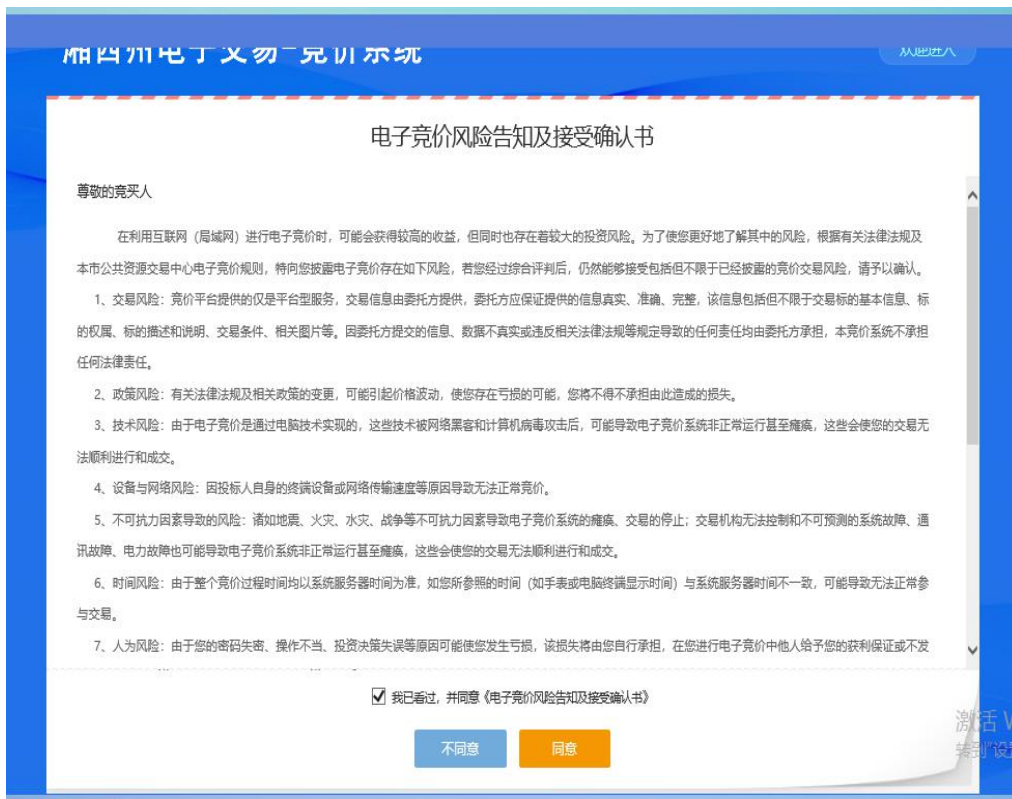 湘西州电子交易-竞价系统
欢迎进入
电子竞价风险告知及接受确认书
尊敬的竞买人
在利用互联网（局域网）进行电子竞价时，可能会获得较高的收益，但同时也存在着较大的投资风险。为了使您更好地了解其中的风险，根据有关法律法规及
本市公共资源交易中心电子竞价规则，特向您披露电子竞价存在如下风险，若您经过综合评判后，仍然能够接受包括但不限于已经披露的竞价交易风险，请予以确认。
1、交易风险：竞价平台提供的仅是平台型服务，交易信息由委托方提供，委托方应保证提供的信息真实、准确、完整，该信息包括但不限于交易标的基本信息、标
的权属、标的描述和说明、交易条件、相关图片等。因委托方提交的信息、数据不真实或违反相关法律法规等规定导致的任何责任均由委托方承担，本竞价系统不承担
任何法律责任。
2、政策风险：有关法律法规及相关政策的变更，可能引起价格波动，使您存在亏损的可能，您将不得不承担由此造成的损失。
3、技术风险：由于电子竞价是通过电脑技术实现的，这些技术被网络黑客和计算机病毒攻击后，可能导致电子竞价系统非正常运行甚至瘫痪，这些会使您的交易无
法顺利进行和成交。
4、设备与网络风险：因投标人自身的终端设备或网络传输速度等原因导致无法正常竞价。
5、不可抗力因素导致的风险：诸如地震、火灾、水灾、战争等不可抗力因素导致电子竞价系统的瘫痪、交易的停止；交易机构无法控制和不可预测的系统故障、通
讯故障、电力故障也可能导致电子竞价系统非正常运行甚至瘫痪，这些会使您的交易无法顺利进行和成交。
6、时间风险：由于整个竞价过程时间均以系统服务器时间为准，如您所参照的时间（如手表或电脑终端显示时间）与系统服务器时间不一致，可能导致无法正常参
与交易。
7、人为风险：由于您的密码失密、操作不当、投资决策失误等原因可能使您发生亏损，该损失将由您自行承担，在您进行电子竞价中他人给予您的获利保证或不发
我已看过，并同意《电子竞价风险告知及接受确认书》
不同意
同意
激活 W
转到"设